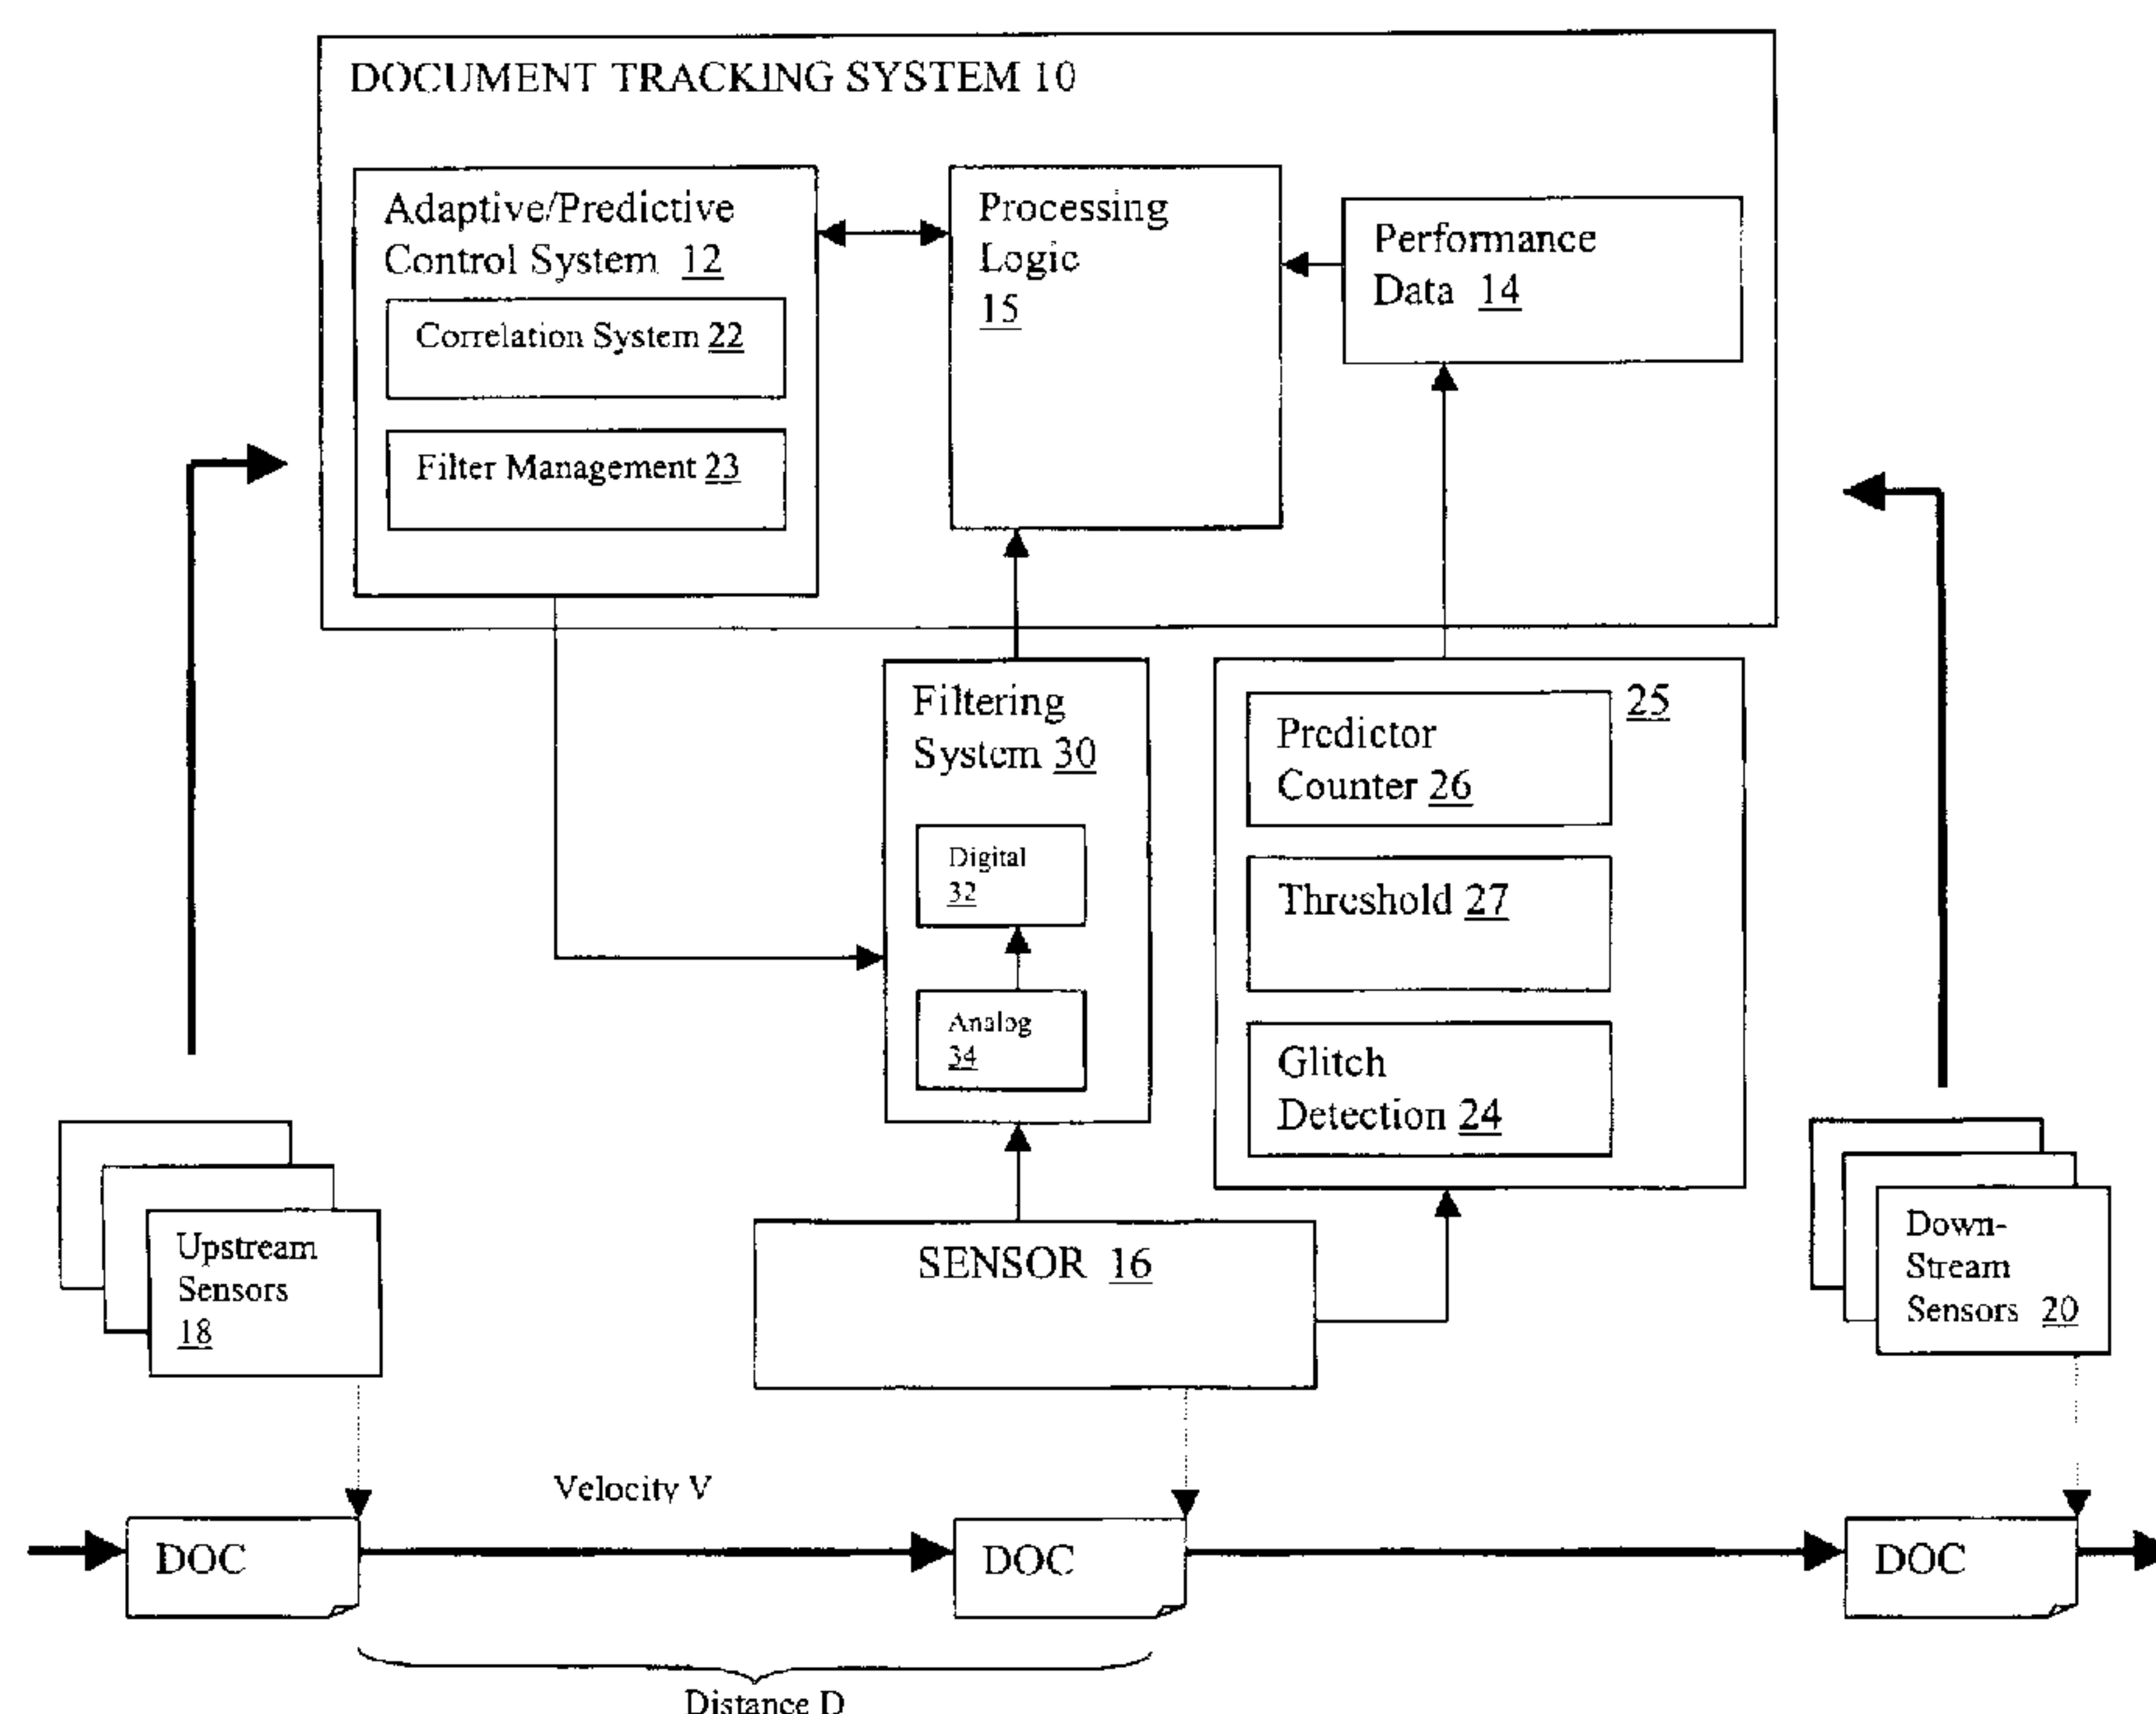 DOCUMENT TRACKING SYSTEM 10
Adaptive/Predictive
Control System 12
Correlation System 22
Filter Management 23
Processing
Logic
15
Performance
Data 14
Filtering
System 30
Digital
32
Analog
34
25
Predictor
Counter 26
Threshold 27
Glitch
Detection 24
Upstream
Sensors
18
SENSOR 16
Down-
Stream
Sensors 20
Velocity V
DOC
DOC
DOC
Distance D